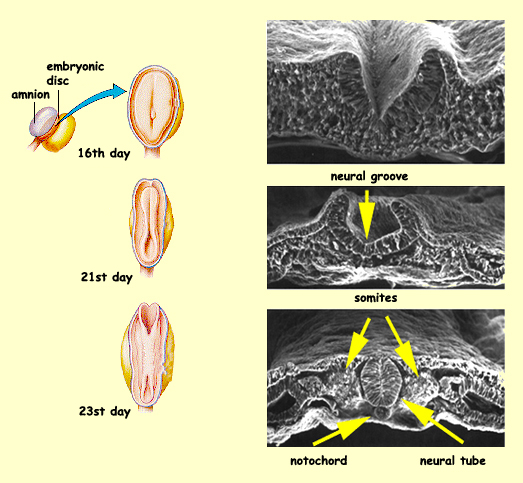 embryonic
disc
amnion
16th day
21st day
23st day
neural groove
somites
notochord
neural tube